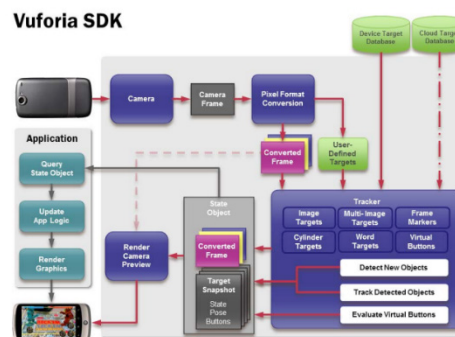 Vuforia SDK
Device Target
Database
Cloud Target
Database
Camera
Camera
Frame
Pixel Format
Conversion
Application
Query
State Object
Update
App Logic
Render
Graphics
Converted
Frame
User-
Defined
Targets
State
Object
Converted
Frame
Target
Snapshot
State
Pose
Buttons
Render
Camera
Preview
Tracker
Image
Targets
Multi-Image
Targets
Frame
Markers
Cylinder
Targets
Word
Targets
Virtual
Buttons
Detect New Objects
Track Detected Objects
Evaluate Virtual Buttons